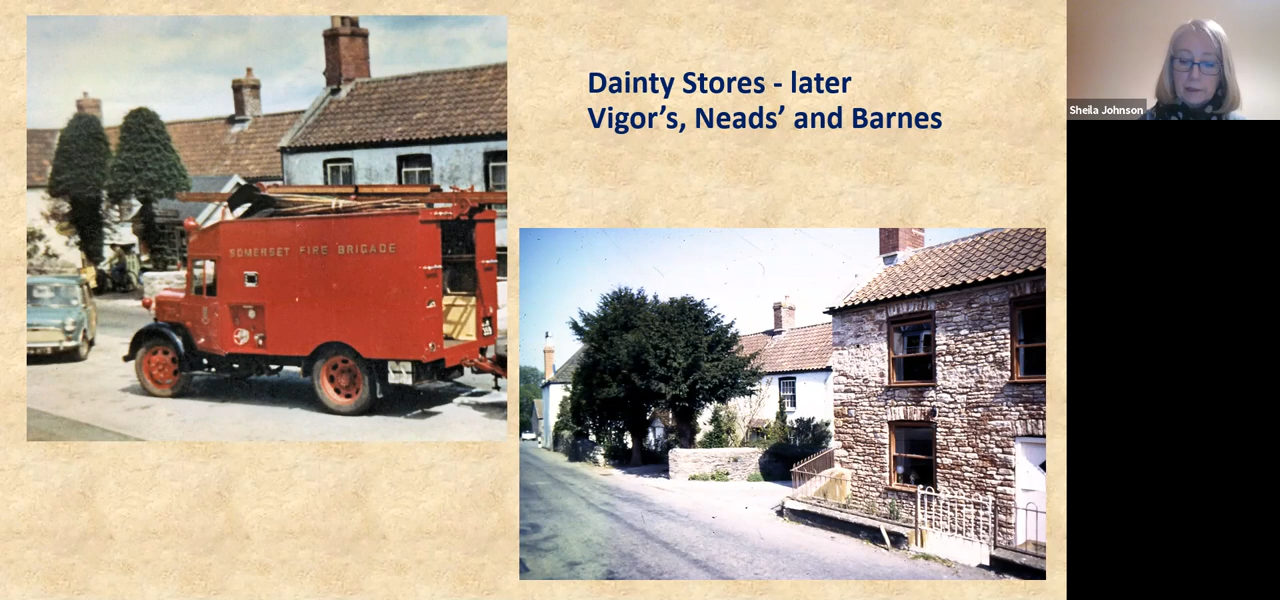 Dainty Stores - later
Vigor's, Neads' and Barnes
SOMERSET FIRE BRIGADE
Sheila Johnson